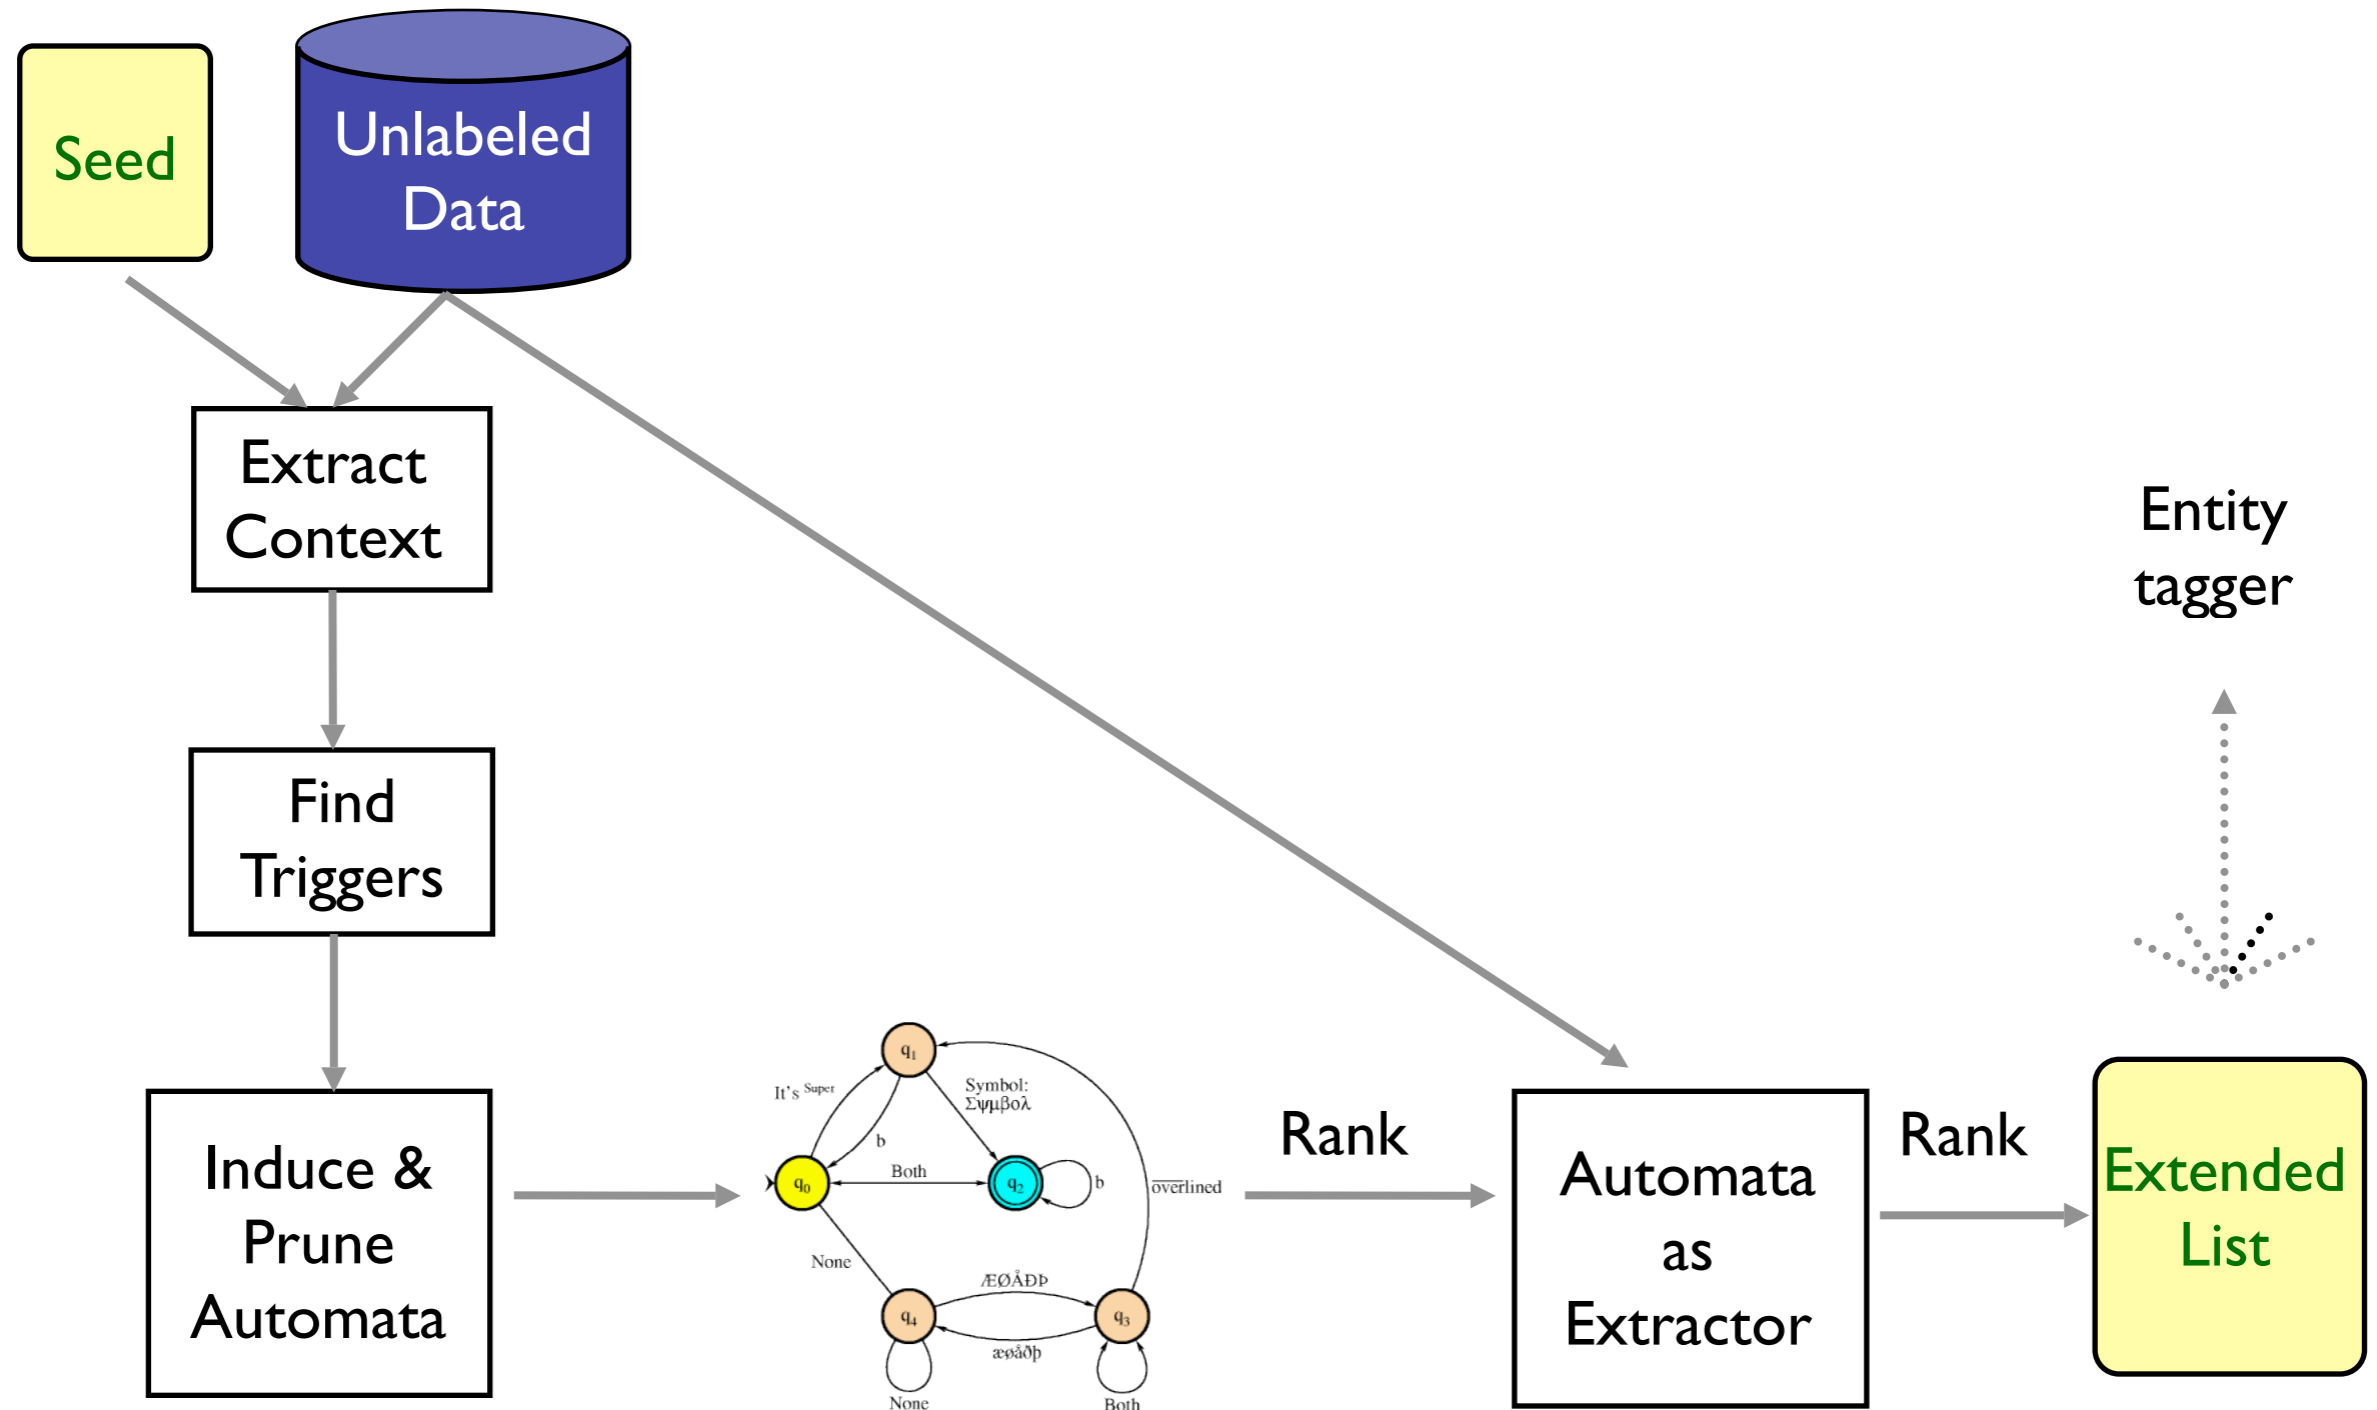 Seed
Unlabeled
Data
Extract
Context
Entity
tagger
Find
Triggers
Induce &
Prune
Automata
q1
It's Super
Symbol:
Σψμβολ
b
q0
Both
q2
b
overlined
None
ÆØÅÐÞ
q4
q3
æøåðþ
None
Both
Rank
Automata
as
Extractor
Rank
Extended
List